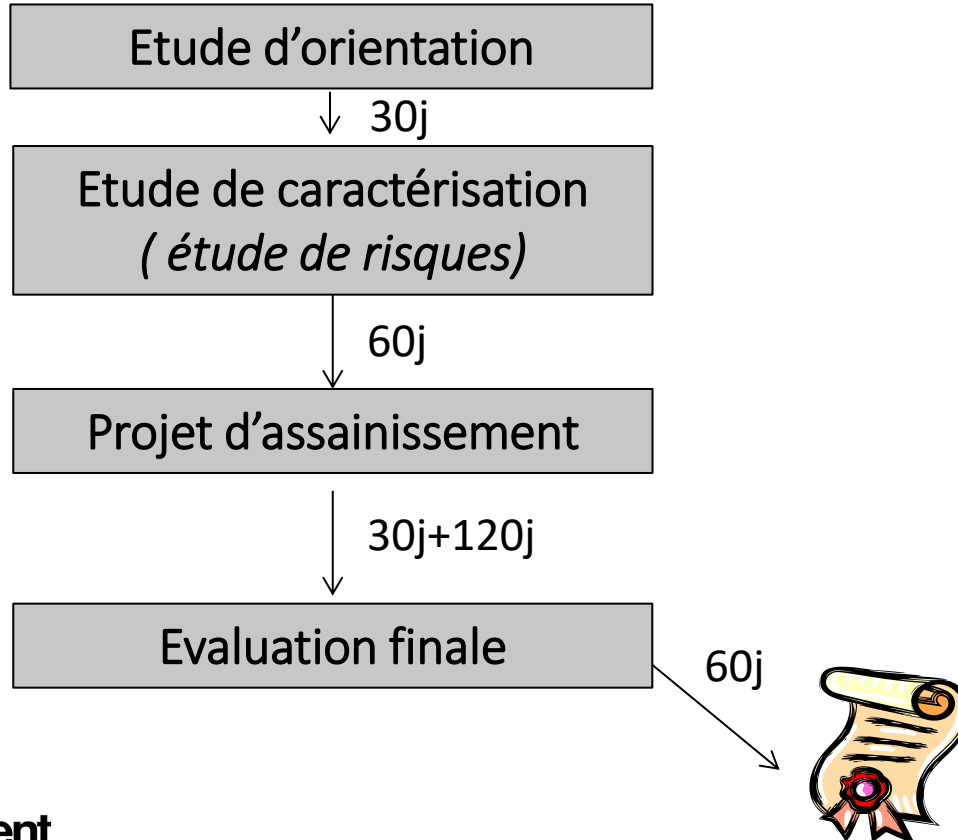 Etude d’orientation
30j
Etude de caractérisation
( étude de risques)
60j
Projet d’assainissement
30j+120j
Evaluation finale
60j